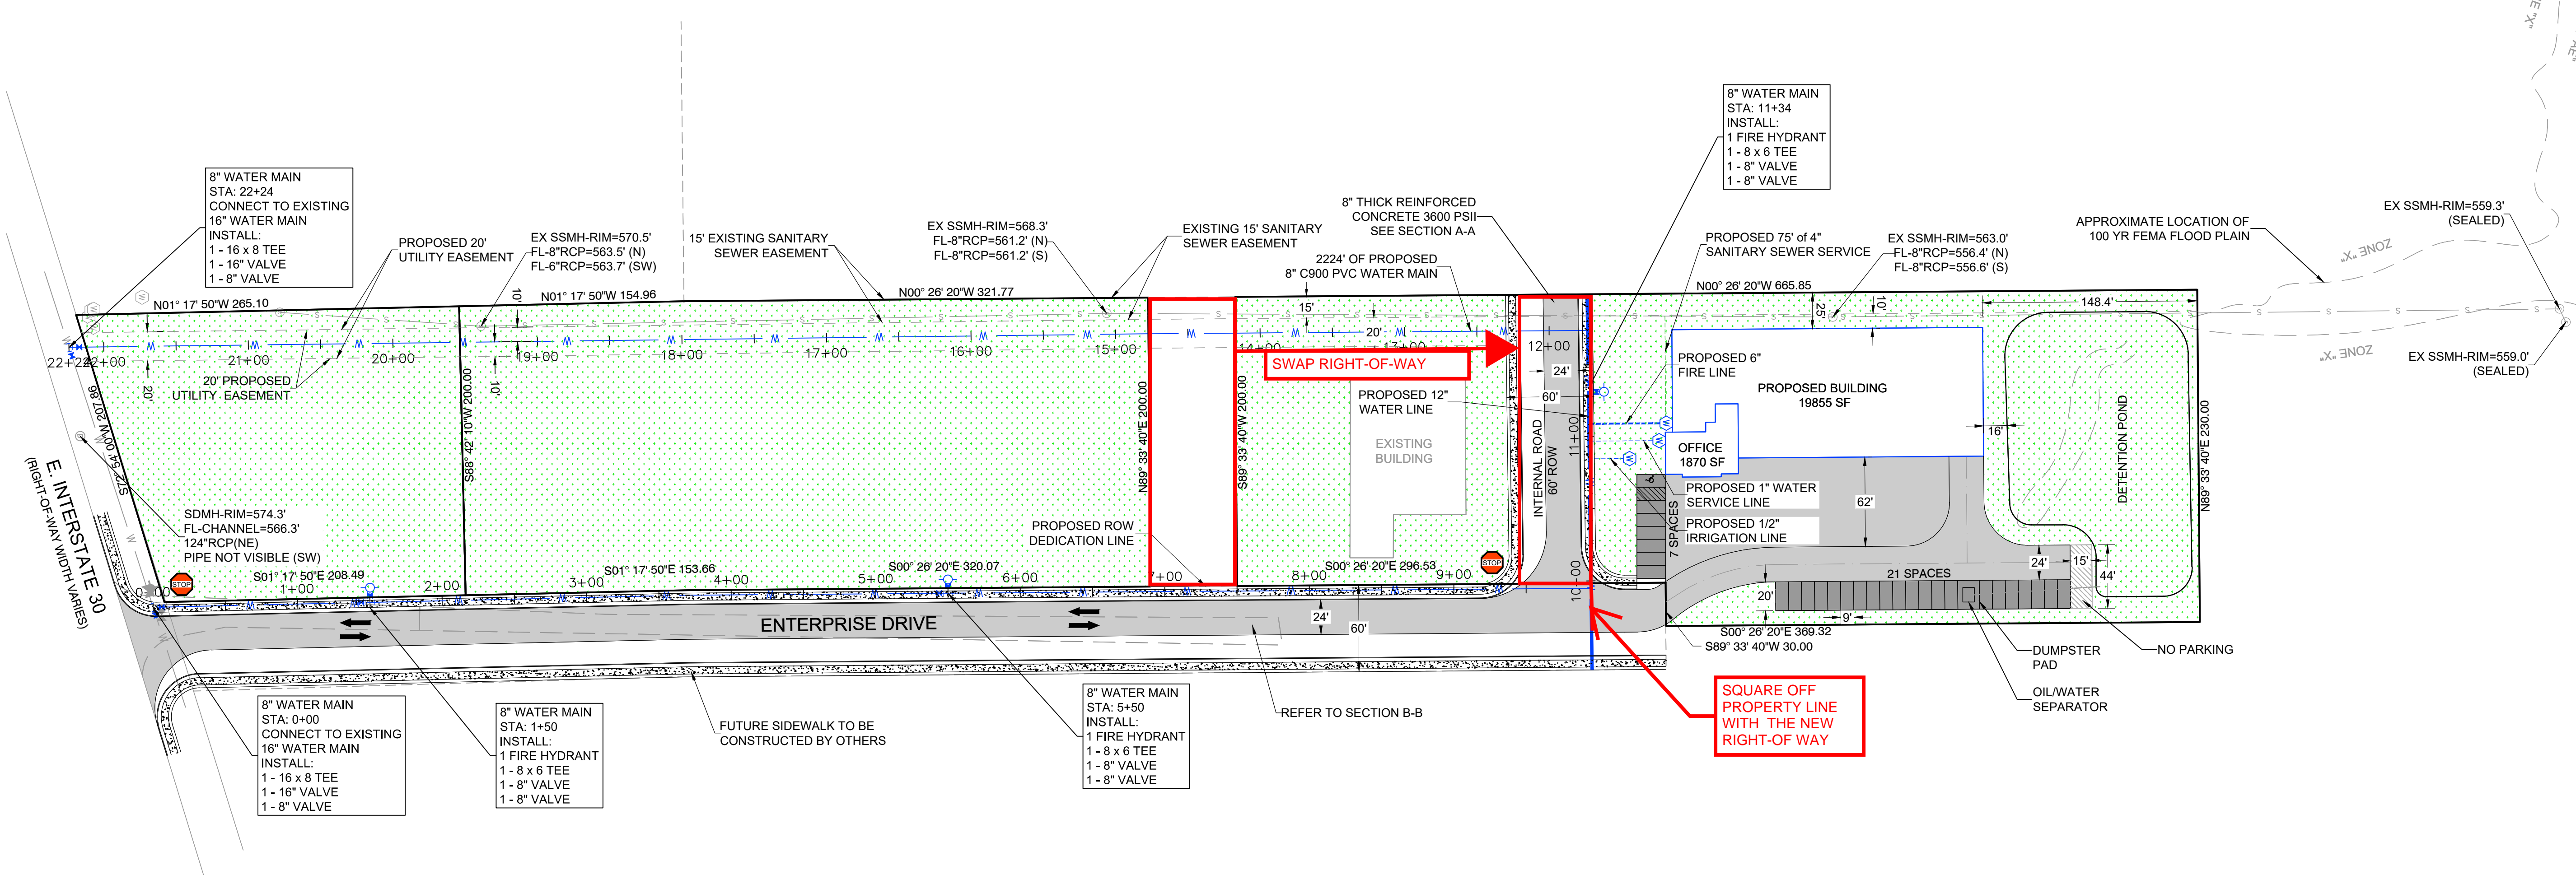 8" WATER MAIN
STA: 22+24
CONNECT TO EXISTING
16" WATER MAIN
INSTALL:
1 - 16 x 8 TEE
1 - 16" VALVE
1 - 8" VALVE
PROPOSED 20'
UTILITY EASEMENT
EX SSMH-RIM=570.5'
FL-8"RCP=563.5' (N)
FL-6"RCP=563.7' (SW)
15' EXISTING SANITARY
SEWER EASEMENT
EX SSMH-RIM=568.3'
FL-8"RCP=561.2' (N)
FL-8"RCP=561.2' (S)
EXISTING 15' SANITARY
SEWER EASEMENT
8" THICK REINFORCED
CONCRETE 3600 PSII
SEE SECTION A-A
2224' OF PROPOSED
8" C900 PVC WATER MAIN
8" WATER MAIN
STA: 11+34
INSTALL:
1 FIRE HYDRANT
1 - 8 x 6 TEE
1 - 8" VALVE
1 - 8" VALVE
PROPOSED 75' of 4"
SANITARY SEWER SERVICE
EX SSMH-RIM=563.0'
FL-8"RCP=556.4' (N)
FL-8"RCP=556.6' (S)
APPROXIMATE LOCATION OF
100 YR FEMA FLOOD PLAIN
EX SSMH-RIM=559.3'
(SEALED)
ZONE "X"
ZONE "X"
EX SSMH-RIM=559.0'
(SEALED)
N01° 17' 50"W 265.10
N01° 17' 50"W 154.96
N00° 26' 20"W 321.77
N00° 26' 20"W 665.85
148.4'
10'
15'
20'
25'
10'
22+24
22+00
21+00
20+00
19+00
18+00
17+00
16+00
15+00
14+00
13+00
12+00
20'
10'
20' PROPOSED
UTILITY EASEMENT
S72° 54' 00"W 207.86
S88° 42' 10"W 200.00
N89° 33' 40"E 200.00
S89° 33' 40"W 200.00
SWAP RIGHT-OF-WAY
PROPOSED 12"
WATER LINE
EXISTING
BUILDING
24'
60'
INTERNAL ROAD
60' ROW
11+00
10+00
PROPOSED 6"
FIRE LINE
PROPOSED BUILDING
19855 SF
OFFICE
1870 SF
16'
62'
PROPOSED 1" WATER
SERVICE LINE
PROPOSED 1/2"
IRRIGATION LINE
7 SPACES
DETENTION POND
N89° 33' 40"E 230.00
E. INTERSTATE 30
(RIGHT-OF-WAY WIDTH VARIES)
SDMH-RIM=574.3'
FL-CHANNEL=566.3'
124"RCP(NE)
PIPE NOT VISIBLE (SW)
PROPOSED ROW
DEDICATION LINE
STOP
STOP
S01° 17' 50"E 208.49
S01° 17' 50"E 153.66
S00° 26' 20"E 320.07
S00° 26' 20"E 296.53
1+00
2+00
3+00
4+00
5+00
6+00
7+00
8+00
9+00
ENTERPRISE DRIVE
24'
60'
21 SPACES
24'
15'
44'
20'
9'
S00° 26' 20"E 369.32
S89° 33' 40"W 30.00
DUMPSTER
PAD
NO PARKING
OIL/WATER
SEPARATOR
SQUARE OFF
PROPERTY LINE
WITH THE NEW
RIGHT-OF WAY
8" WATER MAIN
STA: 0+00
CONNECT TO EXISTING
16" WATER MAIN
INSTALL:
1 - 16 x 8 TEE
1 - 16" VALVE
1 - 8" VALVE
8" WATER MAIN
STA: 1+50
INSTALL:
1 FIRE HYDRANT
1 - 8 x 6 TEE
1 - 8" VALVE
1 - 8" VALVE
FUTURE SIDEWALK TO BE
CONSTRUCTED BY OTHERS
8" WATER MAIN
STA: 5+50
INSTALL:
1 FIRE HYDRANT
1 - 8 x 6 TEE
1 - 8" VALVE
1 - 8" VALVE
REFER TO SECTION B-B